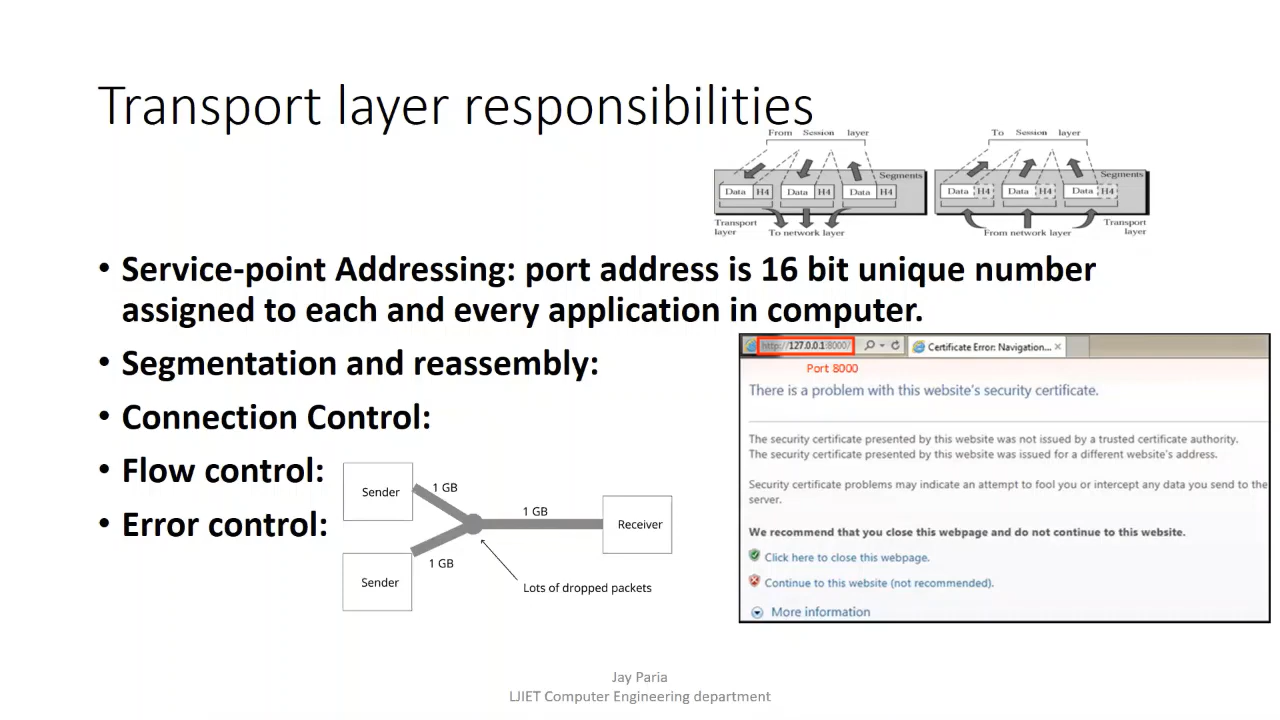 Transport layer responsibilities
From Session layer
Segments
Data H4 Data H4 Data H4
Transport
layer
To network layer
To Session layer
Segments
Data H4 Data H4 Data H4
From network layer
Transport
layer
• Service-point Addressing: port address is 16 bit unique number
assigned to each and every application in computer.
• Segmentation and reassembly:
• Connection Control:
• Flow control:
• Error control:
Sender
1 GB
1 GB
Receiver
Sender
1 GB
Lots of dropped packets
http://127.0.0.1:8000/
Certificate Error: Navigation...
Port 8000
There is a problem with this website's security certificate.
The security certificate presented by this website was not issued by a trusted certificate authority.
The security certificate presented by this website was issued for a different website's address.
Security certificate problems may indicate an attempt to fool you or intercept any data you send to the
server.
We recommend that you close this webpage and do not continue to this website.
Click here to close this webpage.
Continue to this website (not recommended).
More information
Jay Paria
LJIET Computer Engineering department